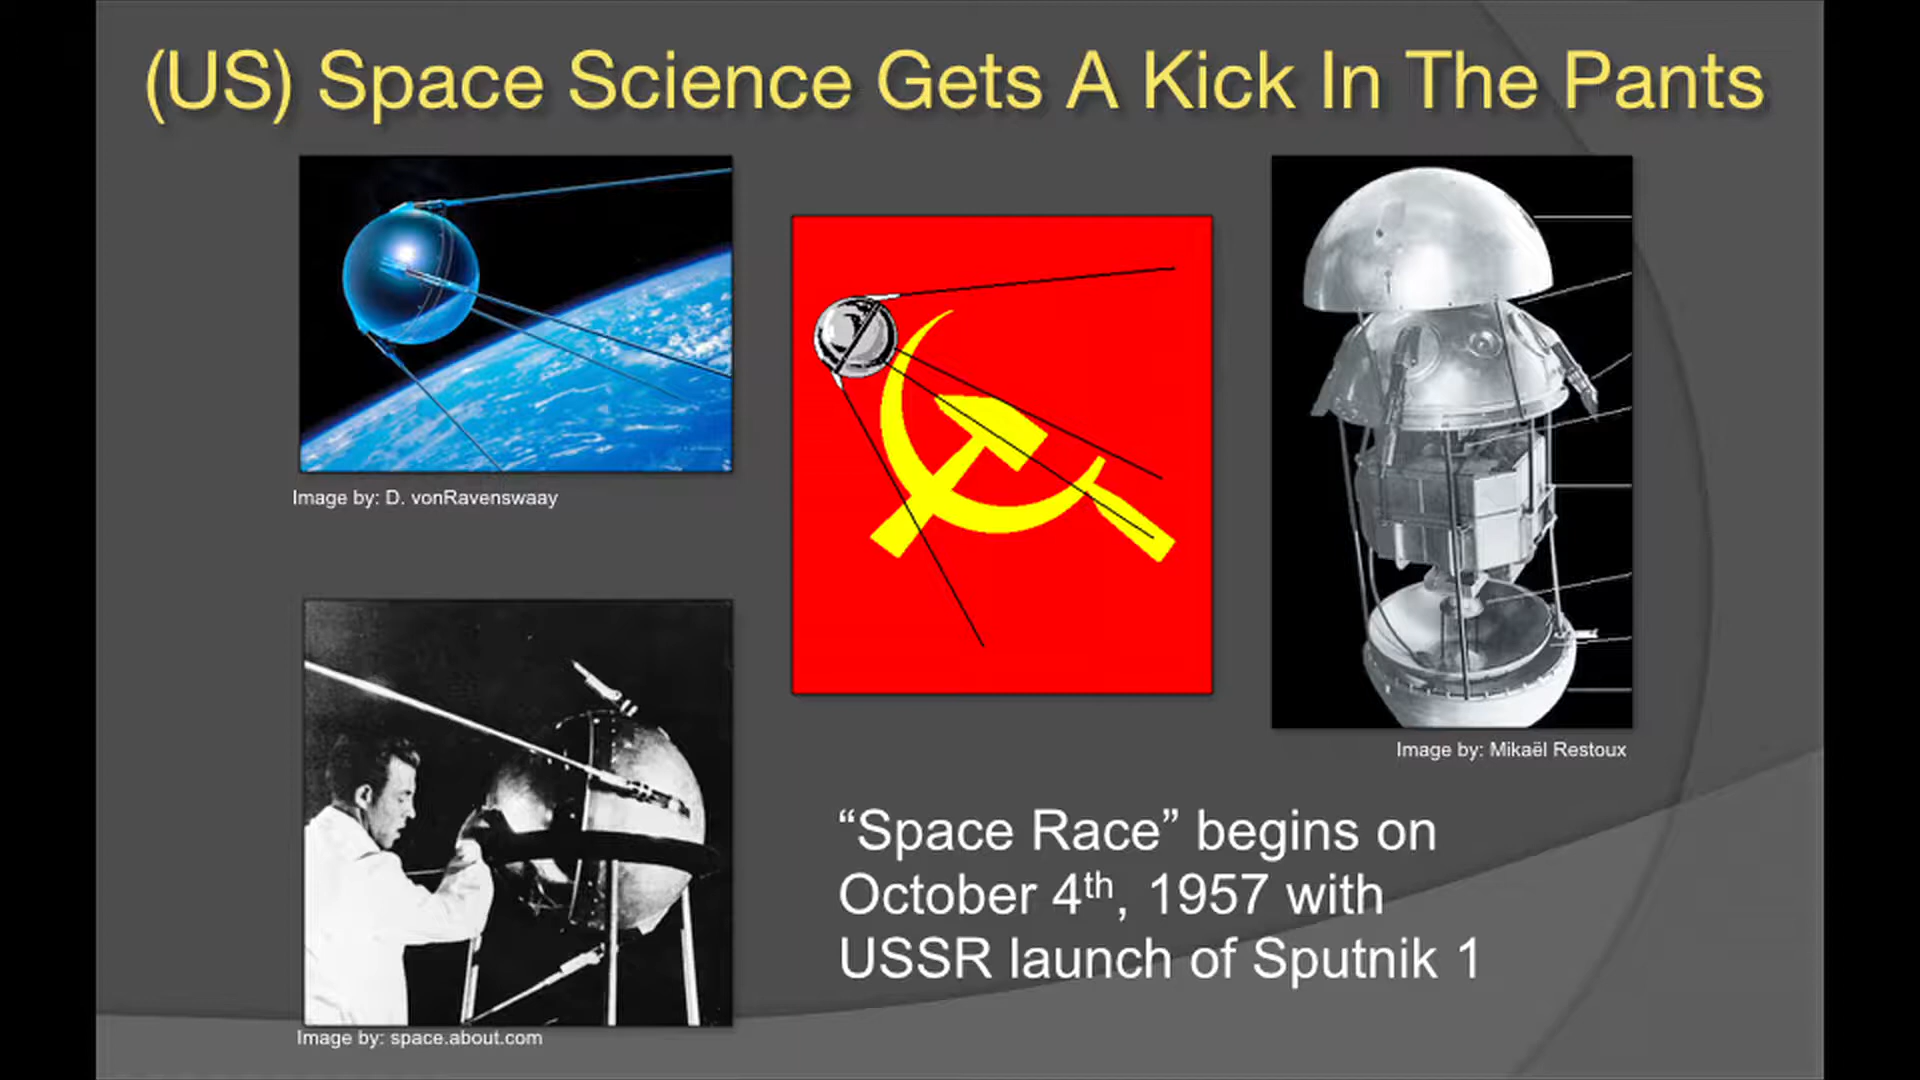 (US) Space Science Gets A Kick In The Pants
Image by: D. vonRavenswaay
Image by: Mikaël Restoux
“Space Race” begins on
October 4th, 1957 with
USSR launch of Sputnik 1
Image by: space.about.com